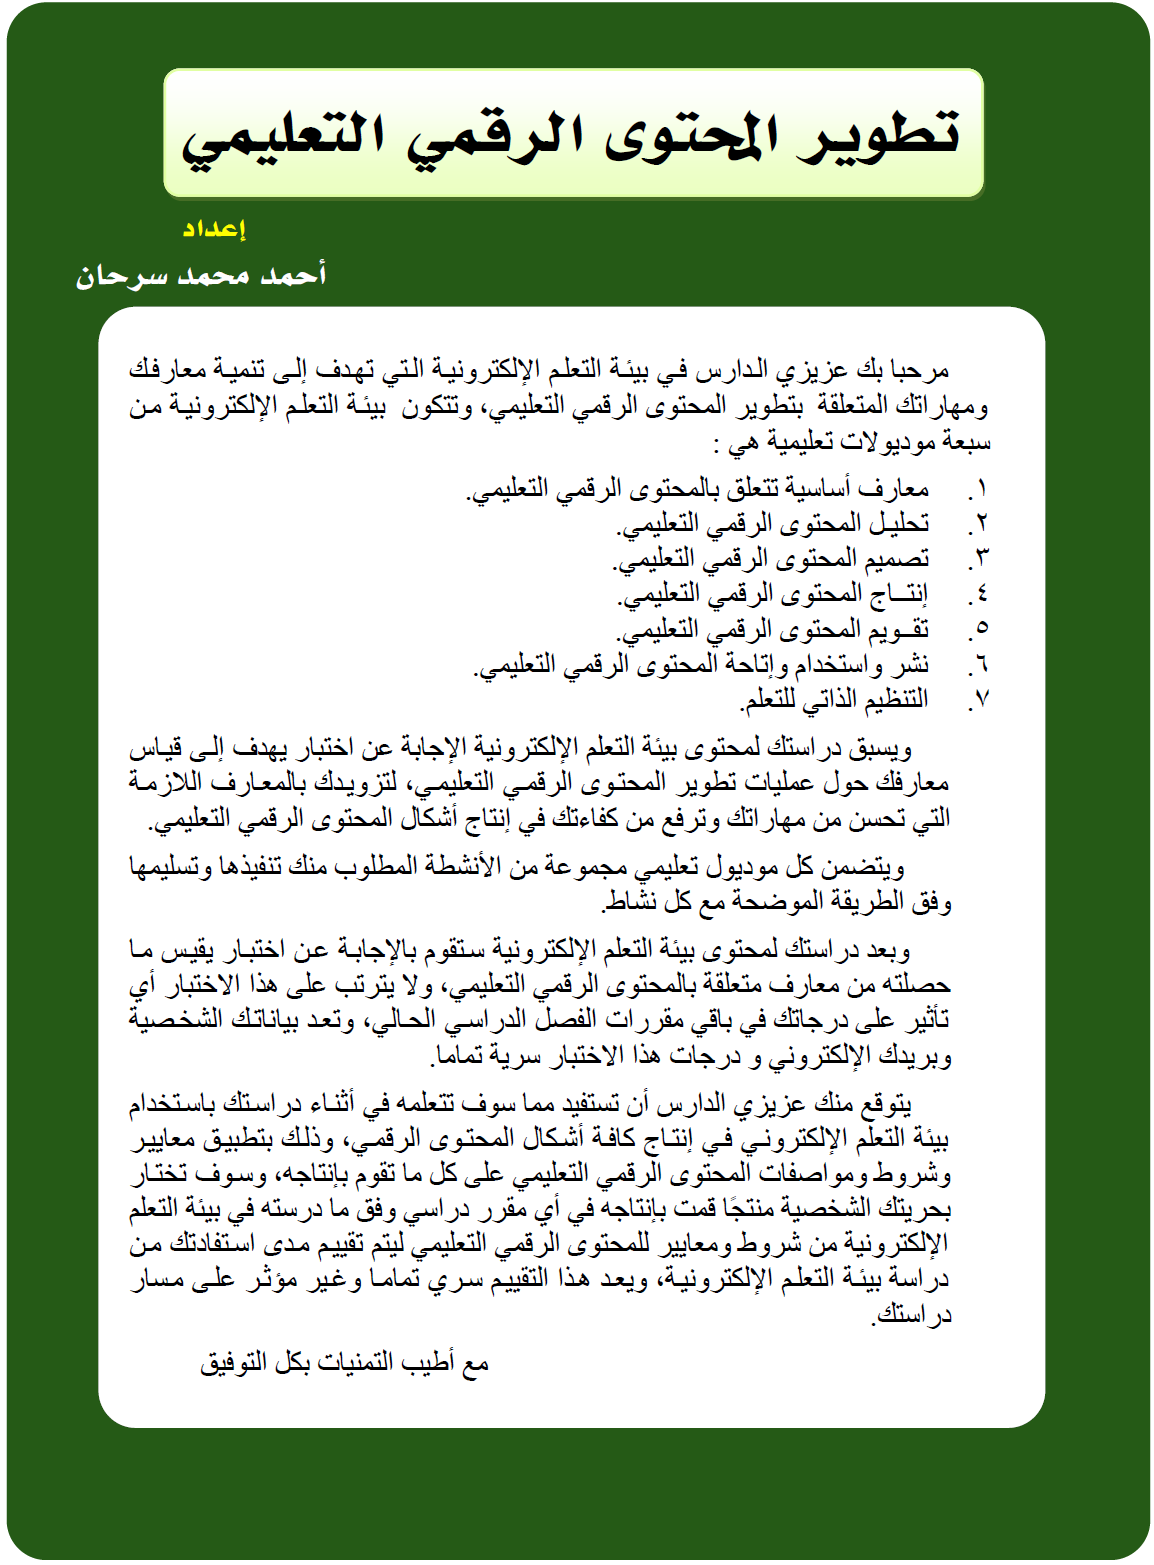 تطوير المحتوى الرقمي التعليمي
إعداد
أحمد محمد سرحان
مرحبا بك عزيزي الدارس في بيئة التعلم الإلكترونية التي تهدف إلى تنمية معارفك
ومهاراتك المتعلقة بتطوير المحتوى الرقمي التعليمي، وتتكون بيئة التعلم الإلكترونية من
سبعة موديولات تعليمية هي :
١. معارف أساسية تتعلق بالمحتوى الرقمي التعليمي.
٢. تحليل المحتوى الرقمي التعليمي.
٣. تصميم المحتوى الرقمي التعليمي.
٤. إنتـــاج المحتوى الرقمي التعليمي.
٥. تقــويم المحتوى الرقمي التعليمي.
٦. نشر واستخدام وإتاحة المحتوى الرقمي التعليمي.
٧. التنظيم الذاتي للتعلم.
ويسبق دراستك لمحتوى بيئة التعلم الإلكترونية الإجابة عن اختبار يهدف إلى قياس
معارفك حول عمليات تطوير المحتوى الرقمي التعليمي، لتزويدك بالمعارف اللازمة
التي تحسن من مهاراتك وترفع من كفاءتك في إنتاج أشكال المحتوى الرقمي التعليمي.
ويتضمن كل موديول تعليمي مجموعة من الأنشطة المطلوب منك تنفيذها وتسليمها
وفق الطريقة الموضحة مع كل نشاط.
وبعد دراستك لمحتوى بيئة التعلم الإلكترونية ستقوم بالإجابة عن اختبار يقيس ما
حصلته من معارف متعلقة بالمحتوى الرقمي التعليمي، ولا يترتب على هذا الاختبار أي
تأثير على درجاتك في باقي مقررات الفصل الدراسي الحالي، وتعد بياناتك الشخصية
وبريدك الإلكتروني و درجات هذا الاختبار سرية تماما.
يتوقع منك عزيزي الدارس أن تستفيد مما سوف تتعلمه في أثناء دراستك باستخدام
بيئة التعلم الإلكتروني في إنتاج كافة أشكال المحتوى الرقمي، وذلك بتطبيق معايير
وشروط ومواصفات المحتوى الرقمي التعليمي على كل ما تقوم بإنتاجه، وسوف تختار
بحريتك الشخصية منتجًا قمت بإنتاجه في أي مقرر دراسي وفق ما درسته في بيئة التعلم
الإلكترونية من شروط ومعايير للمحتوى الرقمي التعليمي ليتم تقييم مدى استفادتك من
دراسة بيئة التعلم الإلكترونية، ويعد هذا التقييم سري تماما وغير مؤثر على مسار
دراستك.
مع أطيب التمنيات بكل التوفيق